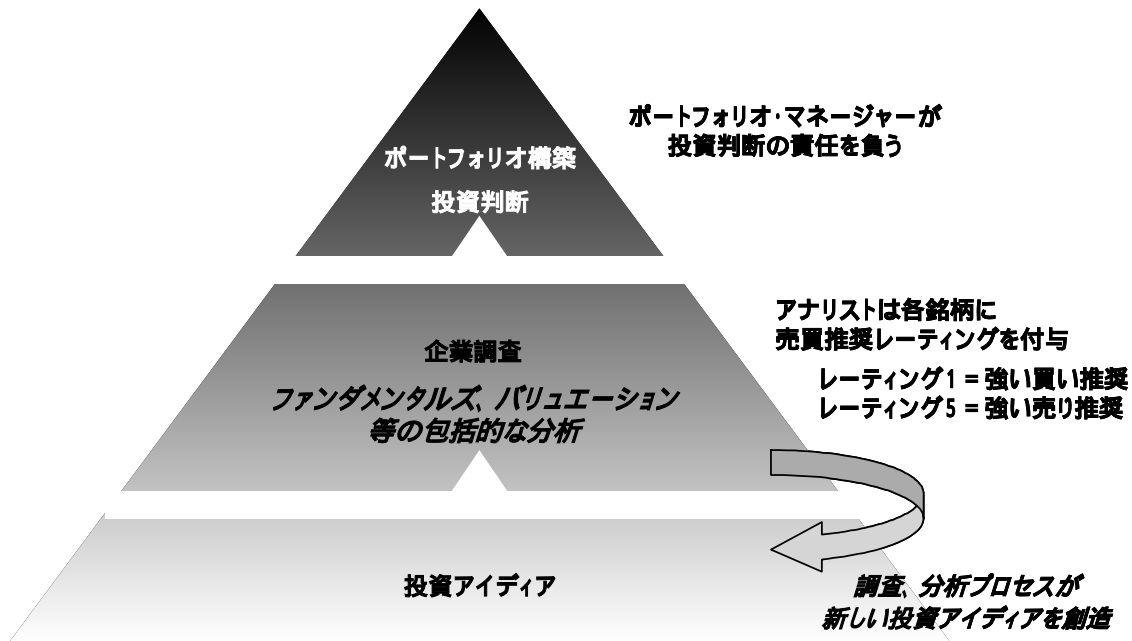 ポートフォリオ構築
投資判断
ポートフォリオ・マネージャーが
投資判断の責任を負う
企業調査
ファンダメンタルズ、バリュエーション
等の包括的な分析
アナリストは各銘柄に
売買推奨レーティングを付与
レーティング1 = 強い買い推奨
レーティング5 = 強い売り推奨
投資アイディア
調査、分析プロセスが
新しい投資アイディアを創造